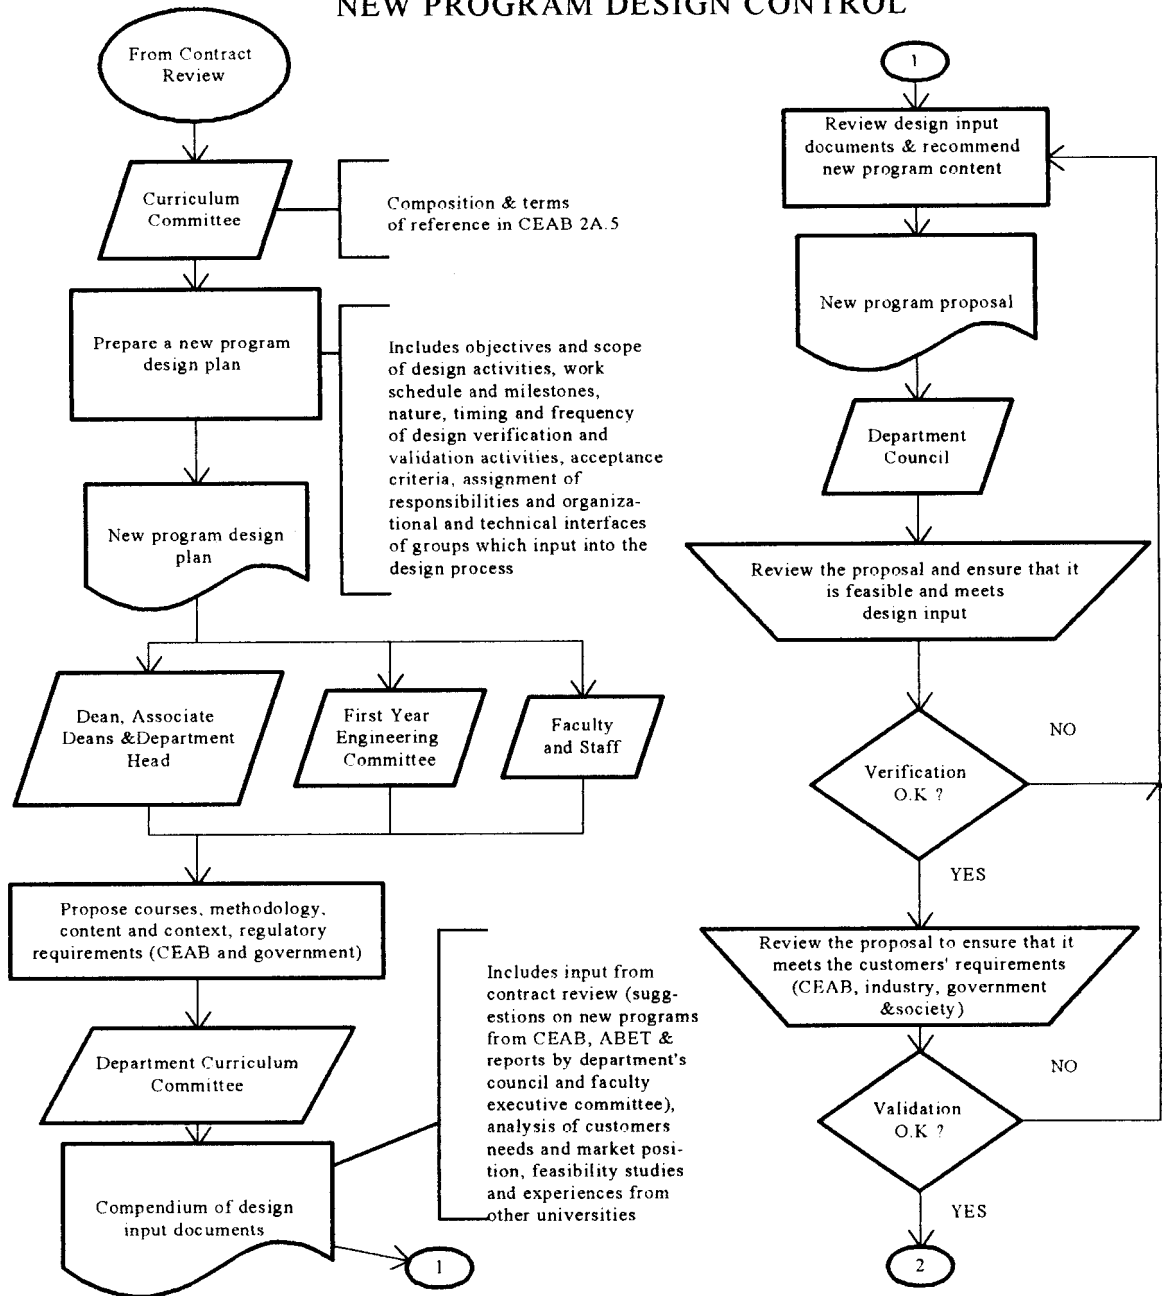 NEW PROGRAM DESIGN CONTROL
From Contract
Review
Curriculum
Committee
Composition & terms
of reference in CEAB 2A.5
Prepare a new program
design plan
Includes objectives and scope
of design activities, work
schedule and milestones,
nature, timing and frequency
of design verification and
validation activities, acceptance
criteria, assignment of
responsibilities and organiza-
tional and technical interfaces
of groups which input into the
design process
New program design
plan
Dean, Associate
Deans &Department
Head
First Year
Engineering
Committee
Faculty
and Staff
Propose courses, methodology,
content and context, regulatory
requirements (CEAB and government)
Department Curriculum
Committee
Includes input from
contract review (sugg-
estions on new programs
from CEAB, ABET &
reports by department's
council and faculty
executive committee),
analysis of customers
needs and market posi-
tion, feasibility studies
and experiences from
other universities
Compendium of design
input documents
1
1
Review design input
documents & recommend
new program content
New program proposal
Department
Council
Review the proposal and ensure that it
is feasible and meets
design input
NO
Verification
O.K ?
YES
Review the proposal to ensure that it
meets the customers' requirements
(CEAB, industry, government
&society)
NO
Validation
O.K ?
YES
2